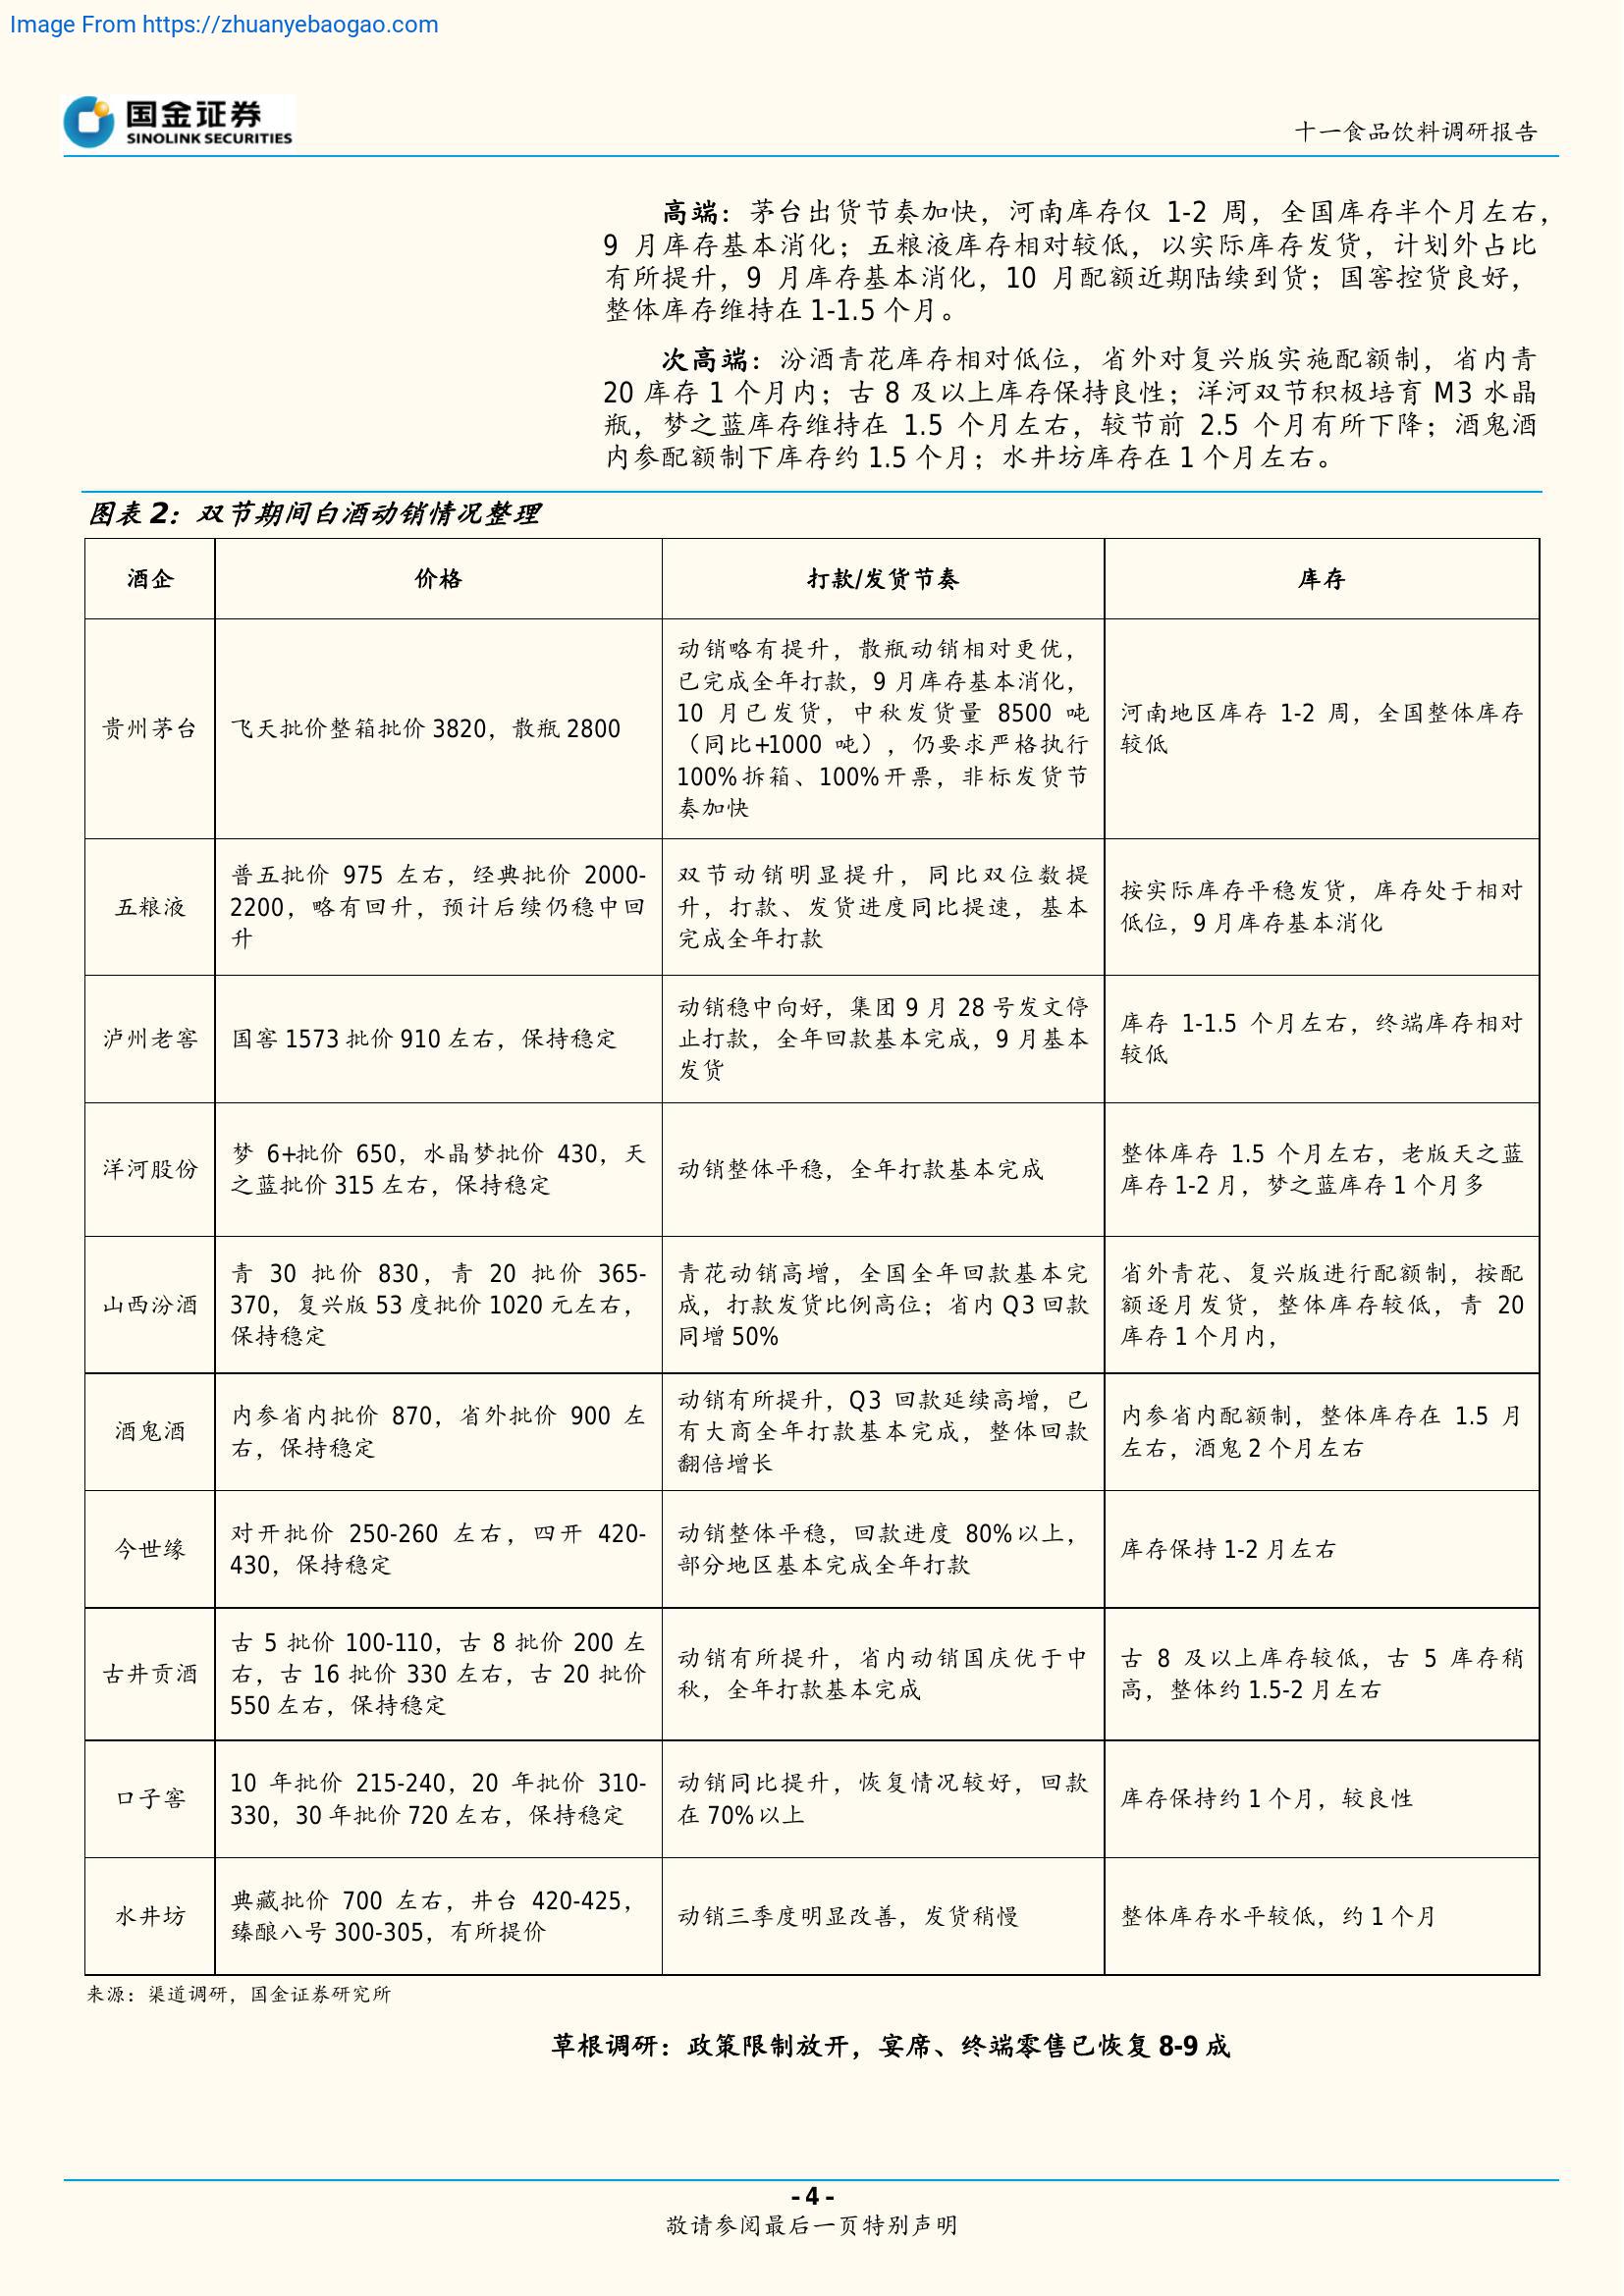 Image From https://zhuanyebaogao.com
国金证券
SINOLINK SECURITIES
十一食品饮料调研报告
高端：茅台出货节奏加快，河南库存仅 1-2 周，全国库存半个月左右，
9 月库存基本消化；五粮液库存相对较低，以实际库存发货，计划外占比
有所提升，9 月库存基本消化，10 月配额近期陆续到货；国窖控货良好，
整体库存维持在 1-1.5 个月。
次高端：汾酒青花库存相对低位，省外对复兴版实施配额制，省内青
20 库存 1 个月内；古 8 及以上库存保持良性；洋河双节积极培育 M3 水晶
瓶，梦之蓝库存维持在 1.5 个月左右，较节前 2.5 个月有所下降；酒鬼酒
内参配额制下库存约 1.5 个月；水井坊库存在 1 个月左右。
图表 2：双节期间白酒动销情况整理
酒企
价格
打款/发货节奏
库存
贵州茅台
飞天批价整箱批价 3820，散瓶 2800
动销略有提升，散瓶动销相对更优，
已完成全年打款，9 月库存基本消化，
10 月已发货，中秋发货量 8500 吨
（同比+1000 吨），仍要求严格执行
100%拆箱、100%开票，非标发货节
奏加快
河南地区库存 1-2 周，全国整体库存
较低
五粮液
普五批价 975 左右，经典批价 2000-
2200，略有回升，预计后续仍稳中回
升
双节动销明显提升，同比双位数提
升，打款、发货进度同比提速，基本
完成全年打款
按实际库存平稳发货，库存处于相对
低位，9 月库存基本消化
泸州老窖
国窖 1573 批价 910 左右，保持稳定
动销稳中向好，集团 9 月 28 号发文停
止打款，全年回款基本完成，9 月基本
发货
库存 1-1.5 个月左右，终端库存相对
较低
洋河股份
梦 6+批价 650，水晶梦批价 430，天
之蓝批价 315 左右，保持稳定
动销整体平稳，全年打款基本完成
整体库存 1.5 个月左右，老版天之蓝
库存 1-2 月，梦之蓝库存 1 个月多
山西汾酒
青 30 批价 830，青 20 批价 365-
370，复兴版 53 度批价 1020 元左右，
保持稳定
青花动销高增，全国全年回款基本完
成，打款发货比例高位；省内 Q3 回款
同增 50%
省外青花、复兴版进行配额制，按配
额逐月发货，整体库存较低，青 20
库存 1 个月内，
酒鬼酒
内参省内批价 870，省外批价 900 左
右，保持稳定
动销有所提升，Q3 回款延续高增，已
有大商全年打款基本完成，整体回款
翻倍增长
内参省内配额制，整体库存在 1.5 月
左右，酒鬼 2 个月左右
今世缘
对开批价 250-260 左右，四开 420-
430，保持稳定
动销整体平稳，回款进度 80%以上，
部分地区基本完成全年打款
库存保持 1-2 月左右
古井贡酒
古 5 批价 100-110，古 8 批价 200 左
右，古 16 批价 330 左右，古 20 批价
550 左右，保持稳定
动销有所提升，省内动销国庆优于中
秋，全年打款基本完成
古 8 及以上库存较低，古 5 库存稍
高，整体约 1.5-2 月左右
口子窖
10 年批价 215-240，20 年批价 310-
330，30 年批价 720 左右，保持稳定
动销同比提升，恢复情况较好，回款
在 70%以上
库存保持约 1 个月，较良性
水井坊
典藏批价 700 左右，井台 420-425，
臻酿八号 300-305，有所提价
动销三季度明显改善，发货稍慢
整体库存水平较低，约 1 个月
来源：渠道调研，国金证券研究所
草根调研：政策限制放开，宴席、终端零售已恢复 8-9 成
- 4 -
敬请参阅最后一页特别声明